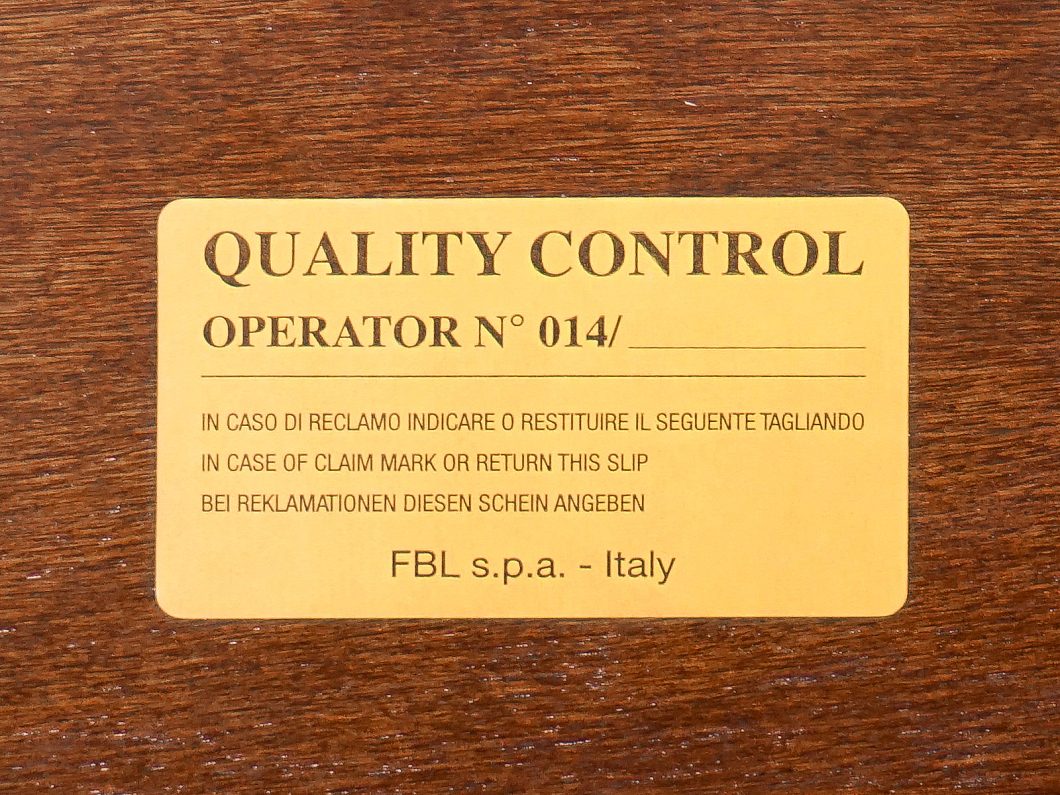 QUALITY CONTROL
OPERATOR N° 014/
IN CASO DI RECLAMO INDICARE O RESTITUIRE IL SEGUENTE TAGLIANDO
IN CASE OF CLAIM MARK OR RETURN THIS SLIP
BEI REKLAMATIONEN DIESEN SCHEIN ANGEBEN
FBL s.p.a. - Italy